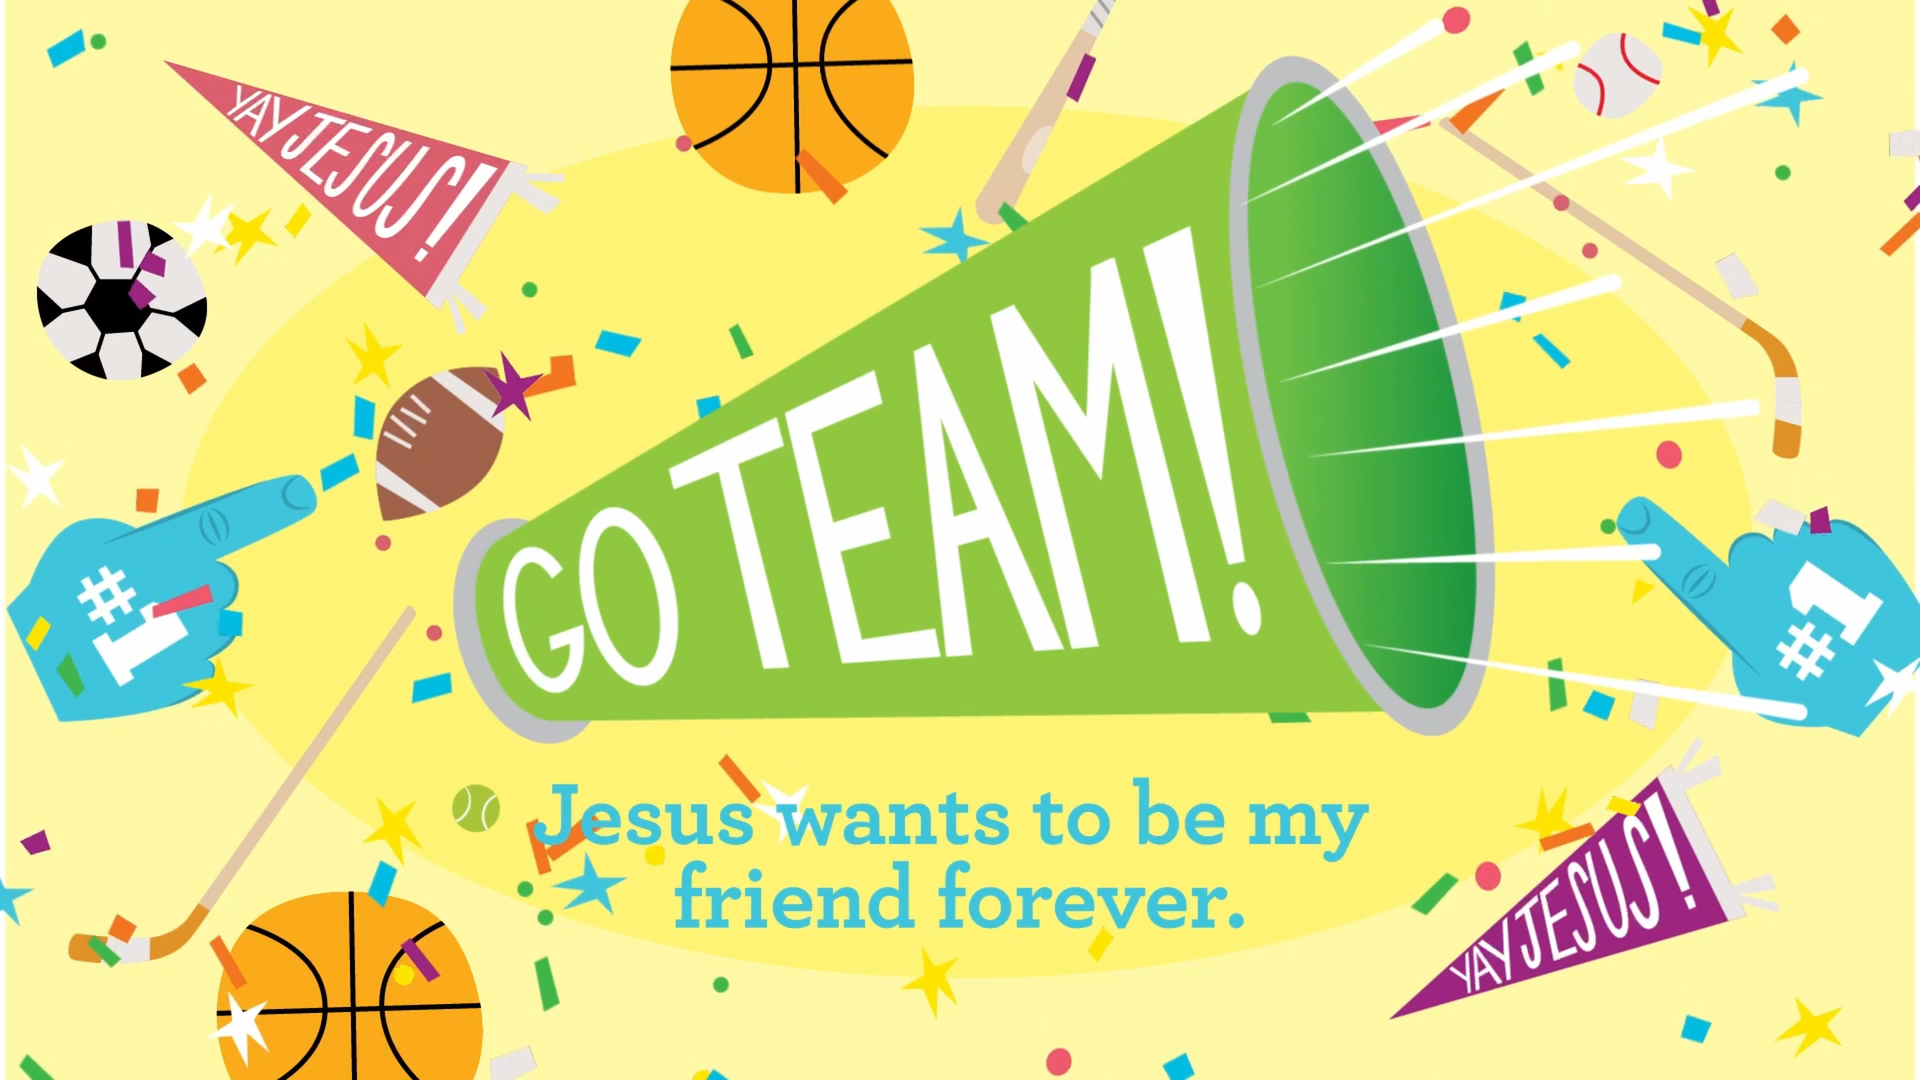 YAY JESUS!
GO TEAM!
#1
#1
Jesus wants to be my
friend forever.
YAY JESUS!